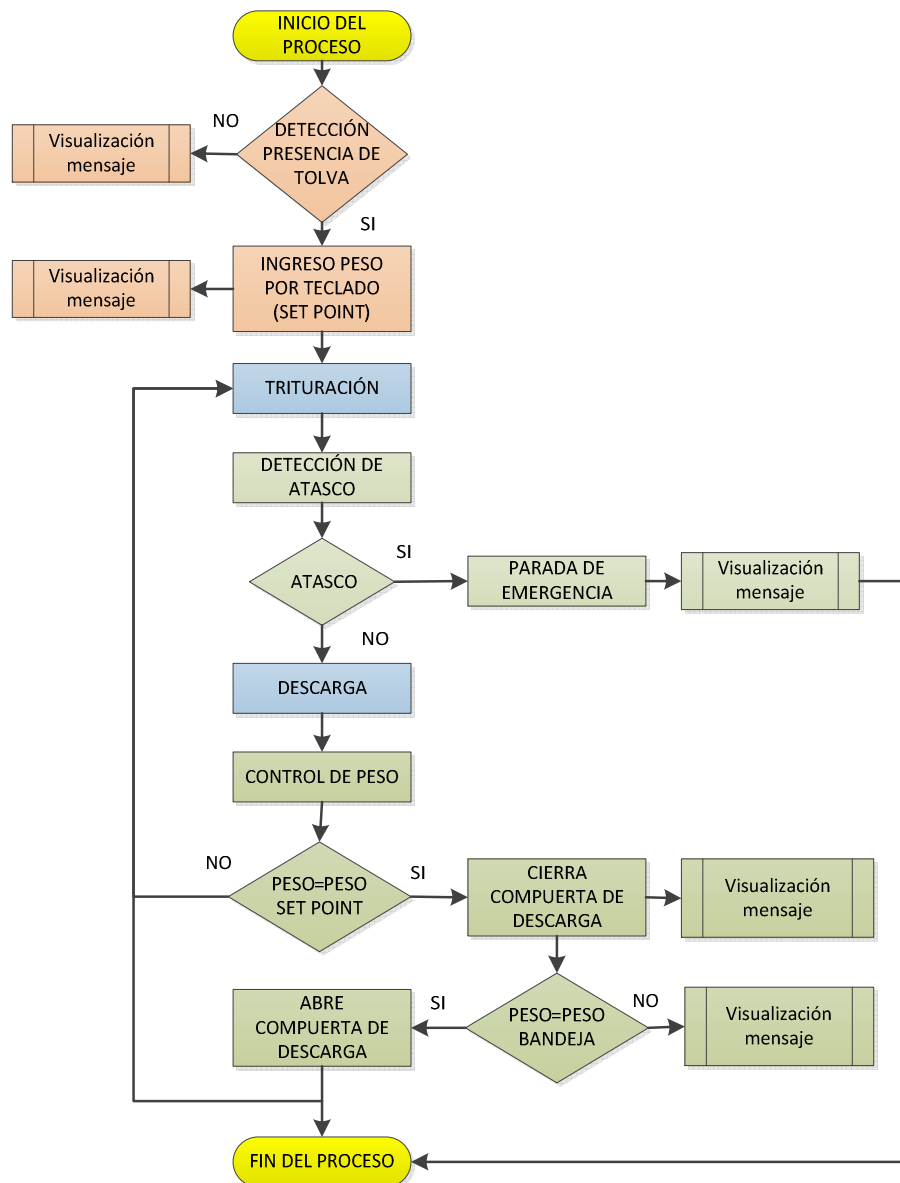 INICIO DEL
PROCESO
NO
DETECCIÓN
PRESENCIA DE
TOLVA
Visualización
mensaje
SI
INGRESO PESO
POR TECLADO
(SET POINT)
Visualización
mensaje
TRITURACIÓN
DETECCIÓN DE
ATASCO
ATASCO
SI
PARADA DE
EMERGENCIA
Visualización
mensaje
NO
DESCARGA
CONTROL DE PESO
NO
PESO=PESO
SET POINT
SI
CIERRA
COMPUERTA DE
DESCARGA
Visualización
mensaje
PESO=PESO
BANDEJA
NO
Visualización
mensaje
SI
ABRE
COMPUERTA DE
DESCARGA
FIN DEL PROCESO